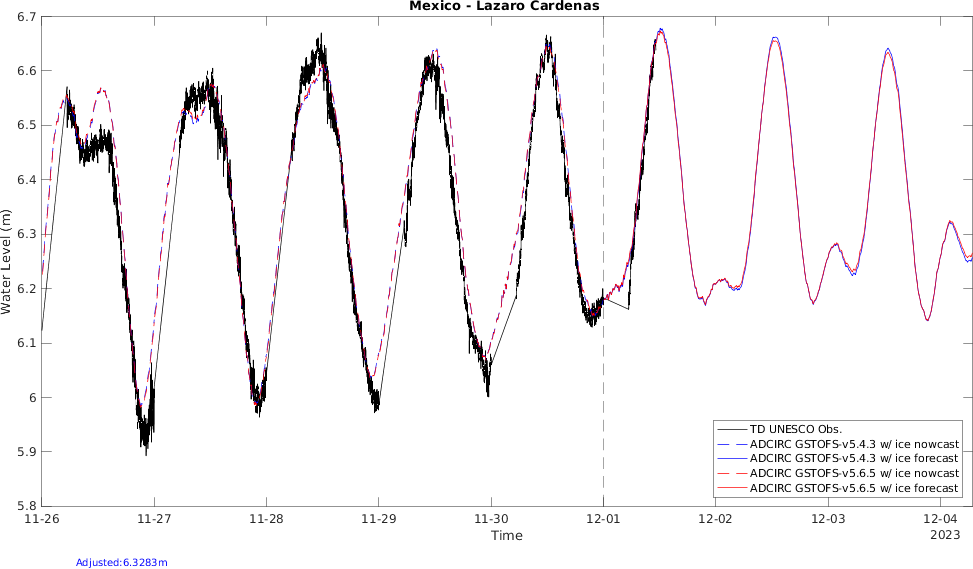 Mexico - Lazaro Cardenas
6.7
6.6
6.5
6.4
6.3
6.2
6.1
6
5.9
5.8
Water Level (m)
TD UNESCO Obs.
ADCIRC GSTOFS-v5.4.3 w/ ice nowcast
ADCIRC GSTOFS-v5.4.3 w/ ice forecast
ADCIRC GSTOFS-v5.6.5 w/ ice nowcast
ADCIRC GSTOFS-v5.6.5 w/ ice forecast
11-26 11-27 11-28 11-29 11-30 12-01 12-02 12-03 12-04
Time 2023
Adjusted:6.3283m